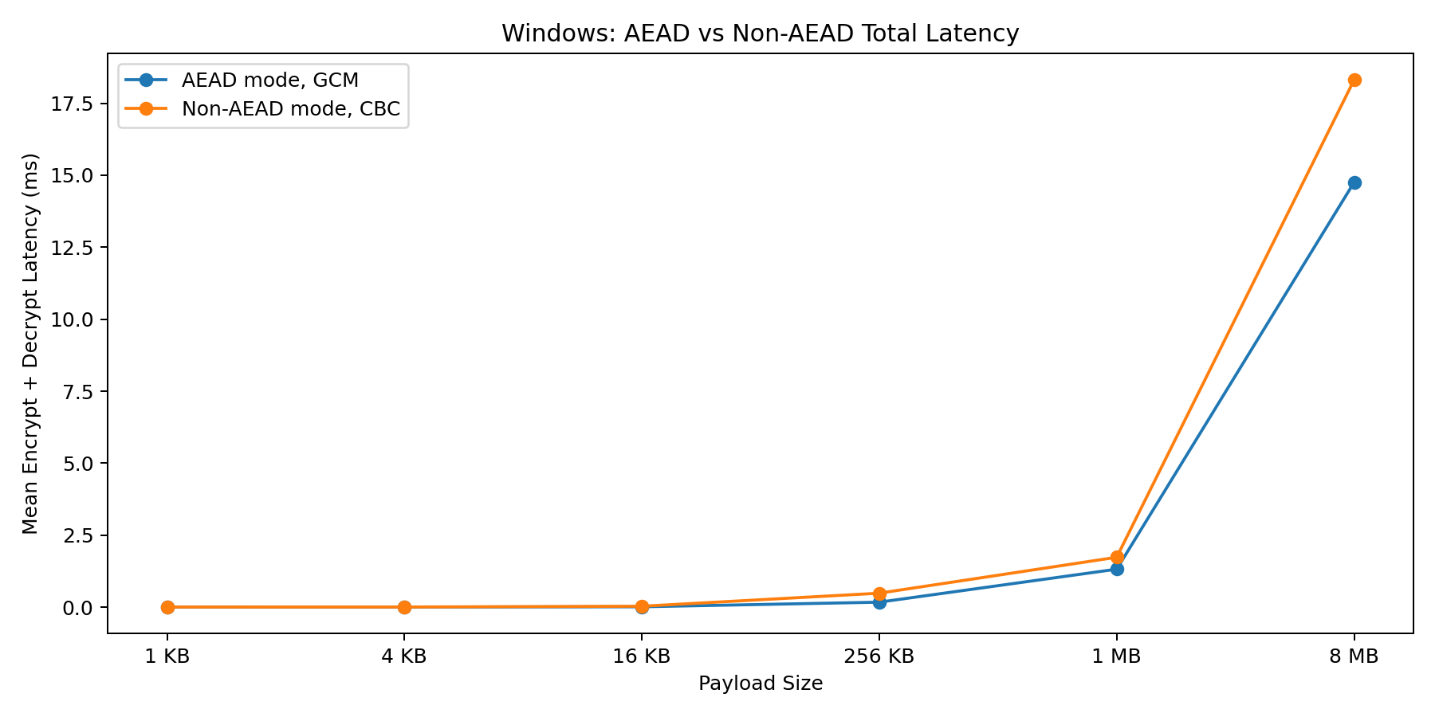 Windows: AEAD vs Non-AEAD Total Latency
AEAD mode, GCM
Non-AEAD mode, CBC
Mean Encrypt + Decrypt Latency (ms)
17.5
15.0
12.5
10.0
7.5
5.0
2.5
0.0
1 KB 4 KB 16 KB 256 KB 1 MB 8 MB
Payload Size